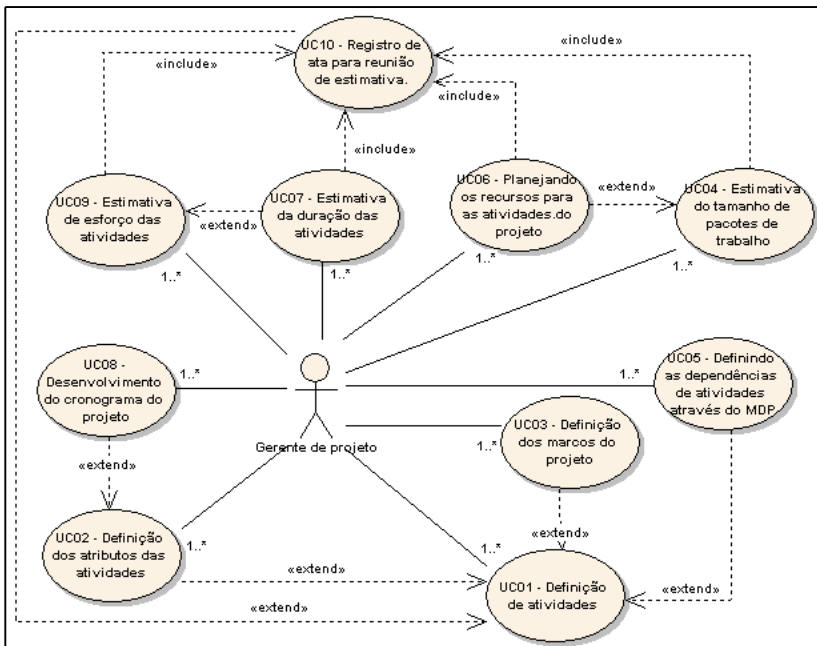 UC10 - Registro de
ata para reunião
de estimativa.
«include»
«include»
«include»
«include»
UC09 - Estimativa
de esforço das
atividades
UC07 - Estimativa
da duração das
atividades
UC06 - Planejando
os recursos para
as atividades.do
projeto
UC04 - Estimativa
do tamanho de
pacotes de
trabalho
«extend»
«extend»
1..*
1..*
1..*
1..*
UC08 -
Desenvolvimento
do cronograma do
projeto
1..*
UC05 - Definindo
as dependências
de atividades
através do MDP
1..*
UC03 - Definição
dos marcos do
projeto
1..*
Gerente de projeto
«extend»
UC02 - Definição
dos atributos das
atividades
1..*
1..*
«extend»
«extend»
UC01 - Definição
de atividades
«extend»
«extend»